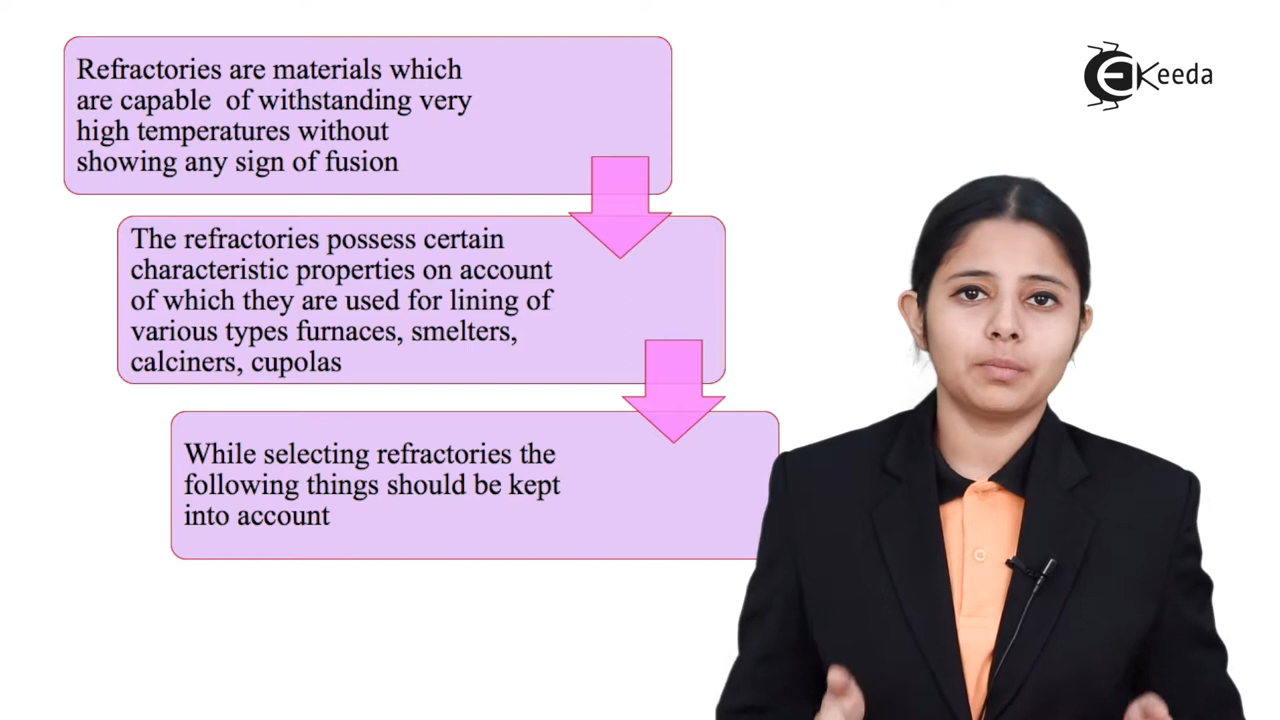 Refractories are materials which
are capable of withstanding very
high temperatures without
showing any sign of fusion
The refractories possess certain
characteristic properties on account
of which they are used for lining of
various types furnaces, smelters,
calciners, cupolas
While selecting refractories the
following things should be kept
into account
EKeeda